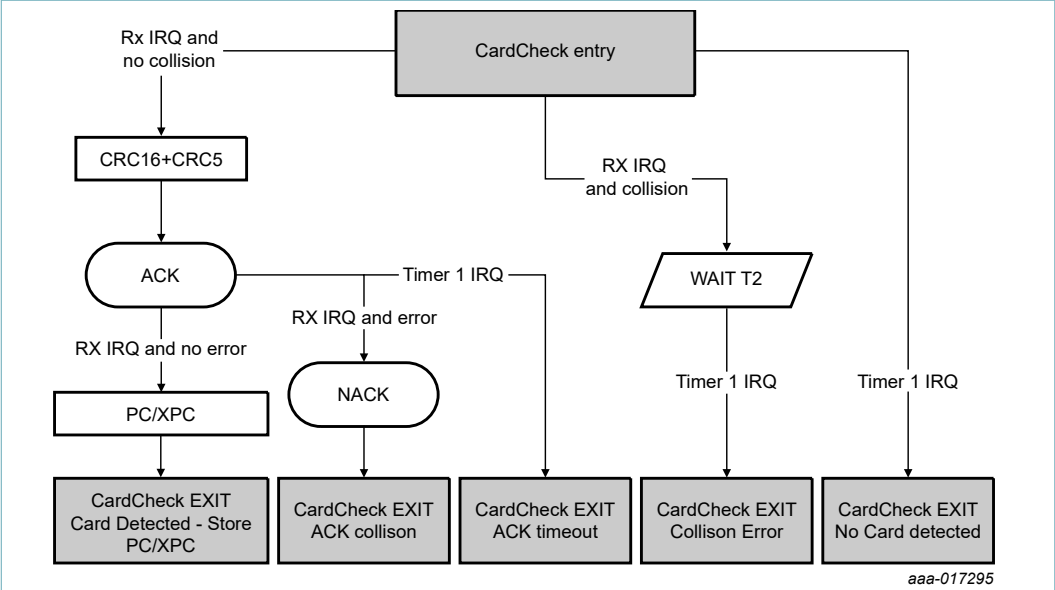 CardCheck entry
Rx IRQ and
no collision
CRC16+CRC5
RX IRQ
and collision
ACK
Timer 1 IRQ
WAIT T2
RX IRQ and error
RX IRQ and no error
NACK
PC/XPC
Timer 1 IRQ
Timer 1 IRQ
CardCheck EXIT
Card Detected - Store
PC/XPC
CardCheck EXIT
ACK collison
CardCheck EXIT
ACK timeout
CardCheck EXIT
Collison Error
CardCheck EXIT
No Card detected
aaa-017295